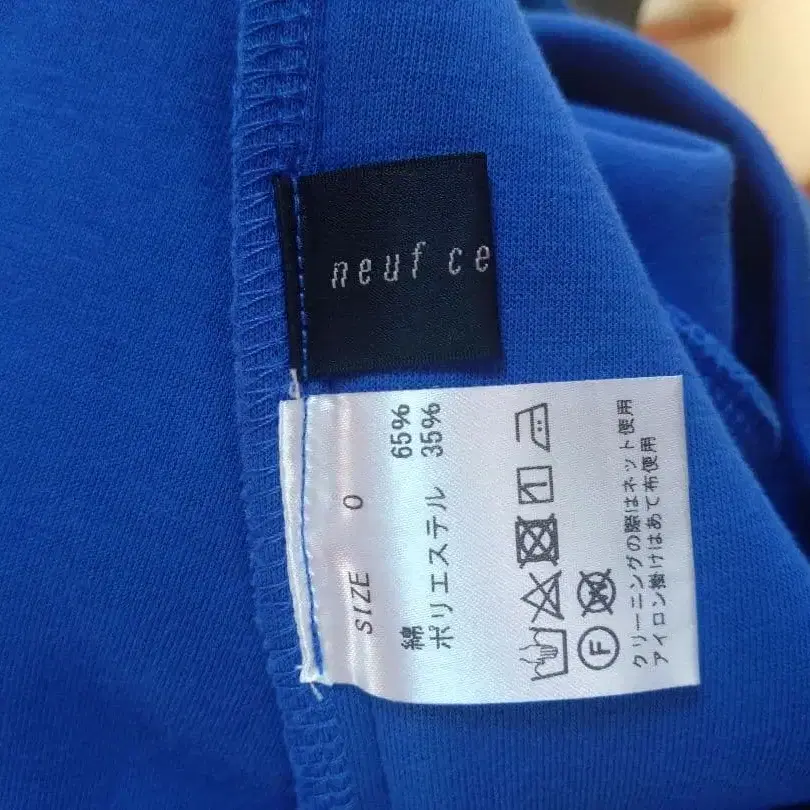 neuf ce
SIZE 0
綿 65%
ポリエステル 35%
F
クリーニングの際はネット使用
アイロン掛けはあて布使用